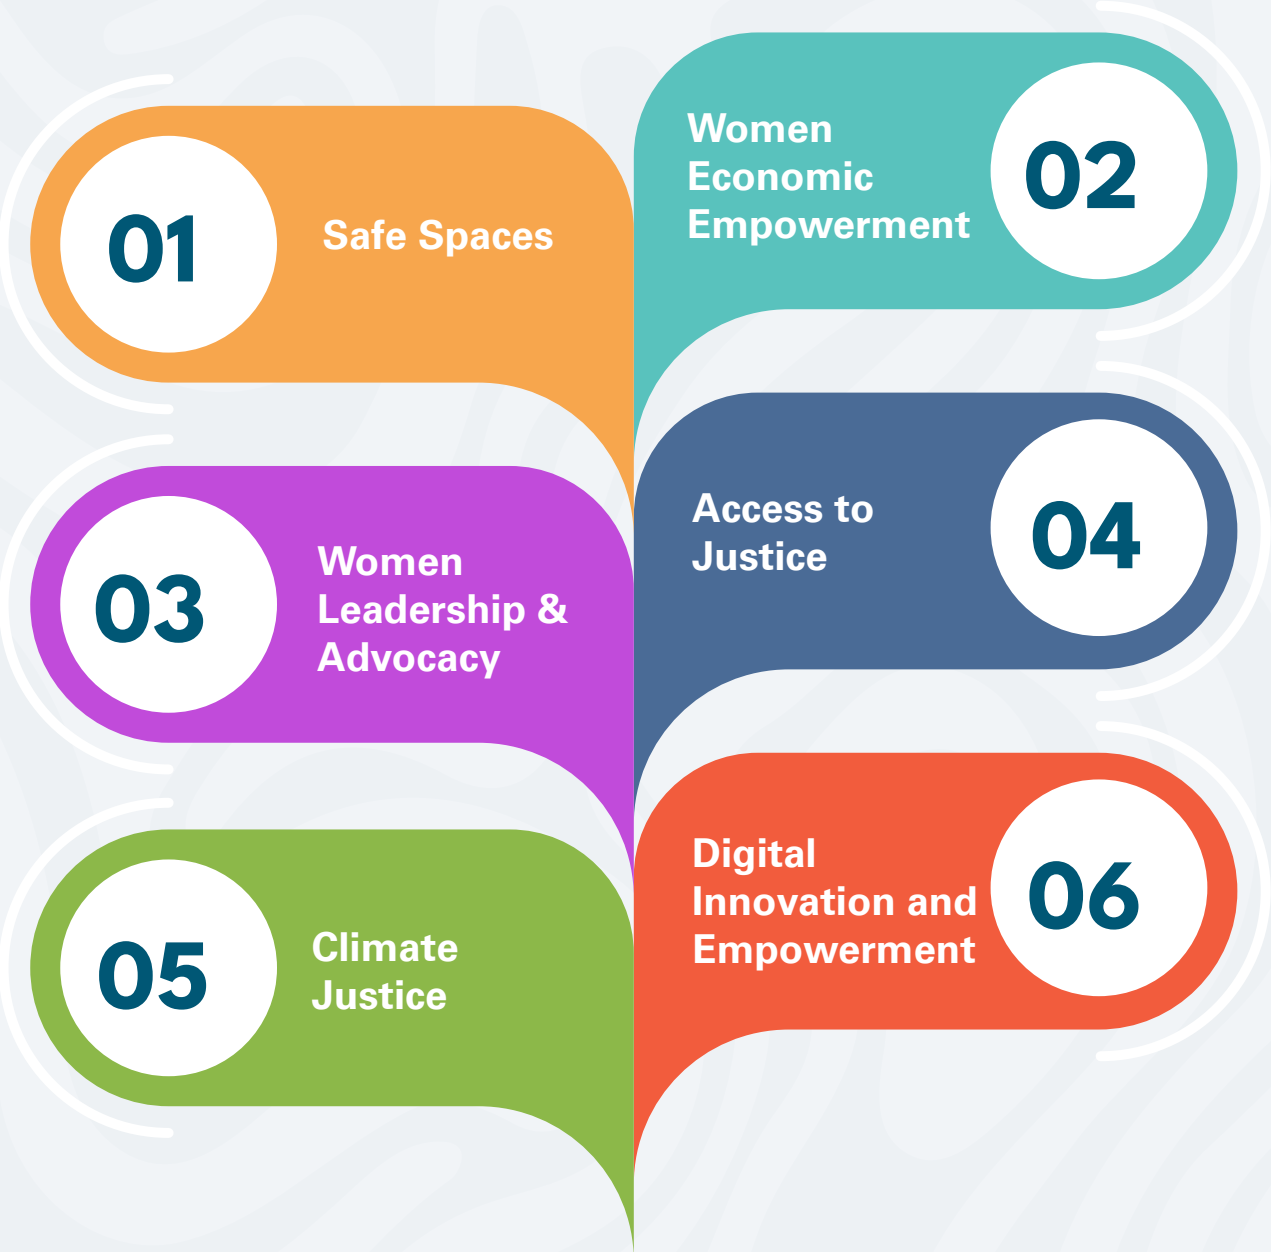 01
Safe Spaces
Women
Economic
Empowerment
02
03
Women
Leadership &
Advocacy
Access to
Justice
04
05
Climate
Justice
Digital
Innovation and
Empowerment
06